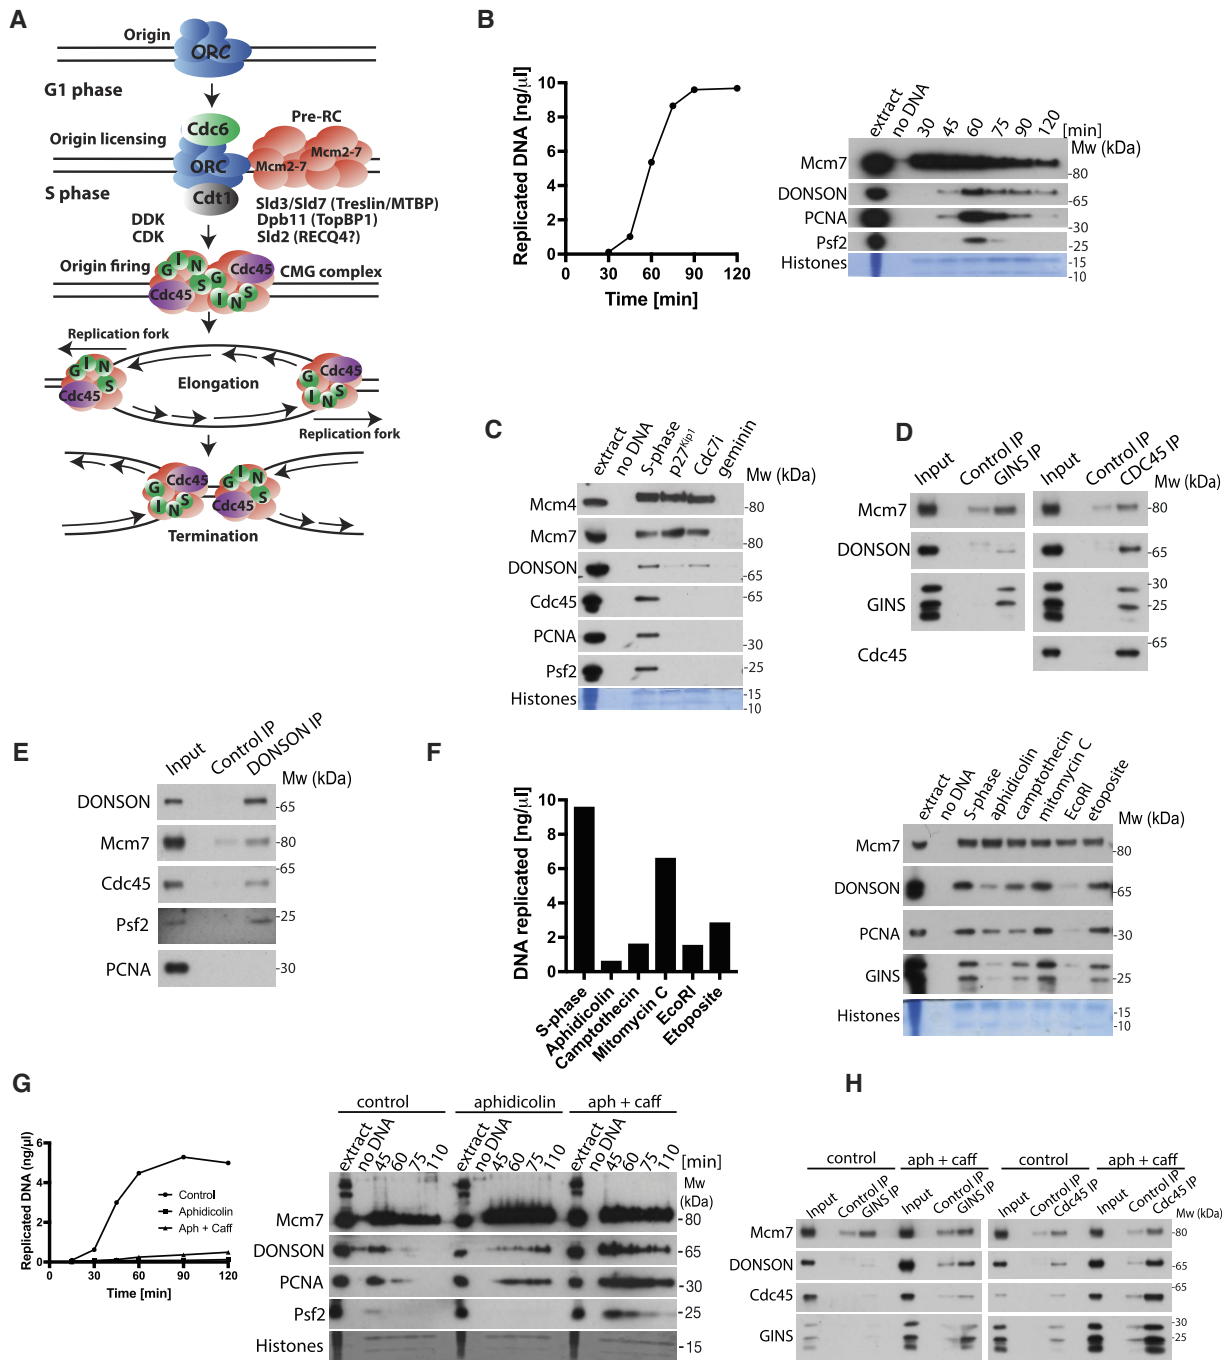 A
Origin
ORC
G1 phase
Cdc6
Pre-RC
Origin licensing
ORC
Mcm2-7
Mcm2-7
S phase
Cdt1
DDK
CDK
Sld3/Sld7 (Treslin/MTBP)
Dpb11 (TopBP1)
Sld2 (RECQ4?)
Origin firing
GINS
Cdc45
CMG complex
Cdc45
GINS
Replication fork
GINS
Cdc45
Elongation
Cdc45
GINS
Replication fork
Cdc45
GINS
GINS
Cdc45
Termination
B
Replicated DNA [ng/µl]
10
8
6
4
2
0
0 30 60 90 120
Time [min]
extract
no DNA
30
45
60
75
90
120
[min]
Mw (kDa)
Mcm7
-80
DONSON
-65
PCNA
-30
Psf2
-25
Histones
-15
-10
C
extract
no DNA
S-phase
p27Kip1
Cdc7i
geminin
Mw (kDa)
Mcm4
-80
Mcm7
-80
DONSON
-65
Cdc45
-65
PCNA
-30
Psf2
-25
Histones
-15
-10
D
Input
Control IP
GINS IP
Input
Control IP
CDC45 IP
Mw (kDa)
Mcm7
-80
DONSON
-65
GINS
-30
-25
Cdc45
-65
E
Input
Control IP
DONSON IP
Mw (kDa)
DONSON
-65
Mcm7
-80
Cdc45
-65
Psf2
-25
PCNA
-30
F
DNA replicated [ng/µl]
10
8
6
4
2
0
S-phase
Aphidicolin
Camptothecin
Mitomycin C
EcoRI
Etoposite
extract
no DNA
S-phase
aphidicolin
camptothecin
mitomycin C
EcoRI
etoposite
Mw (kDa)
Mcm7
-80
DONSON
-65
PCNA
-30
GINS
-25
Histones
-15
-10
G
Replicated DNA (ng/µl)
6
4
2
0
0 30 60 90 120
Time [min]
Control
Aphidicolin
Aph + Caff
control
aphidicolin
aph + caff
extract
no DNA
45
60
75
110
extract
no DNA
45
60
75
110
extract
no DNA
45
60
75
110
[min]
Mw
(kDa)
Mcm7
-80
DONSON
-65
PCNA
-30
Psf2
-25
Histones
-15
H
control
aph + caff
control
aph + caff
Input
Control IP
GINS IP
Input
Control IP
GINS IP
Input
Control IP
Cdc45 IP
Input
Control IP
Cdc45 IP
Mw (kDa)
Mcm7
-80
DONSON
-65
Cdc45
-65
GINS
-30
-25